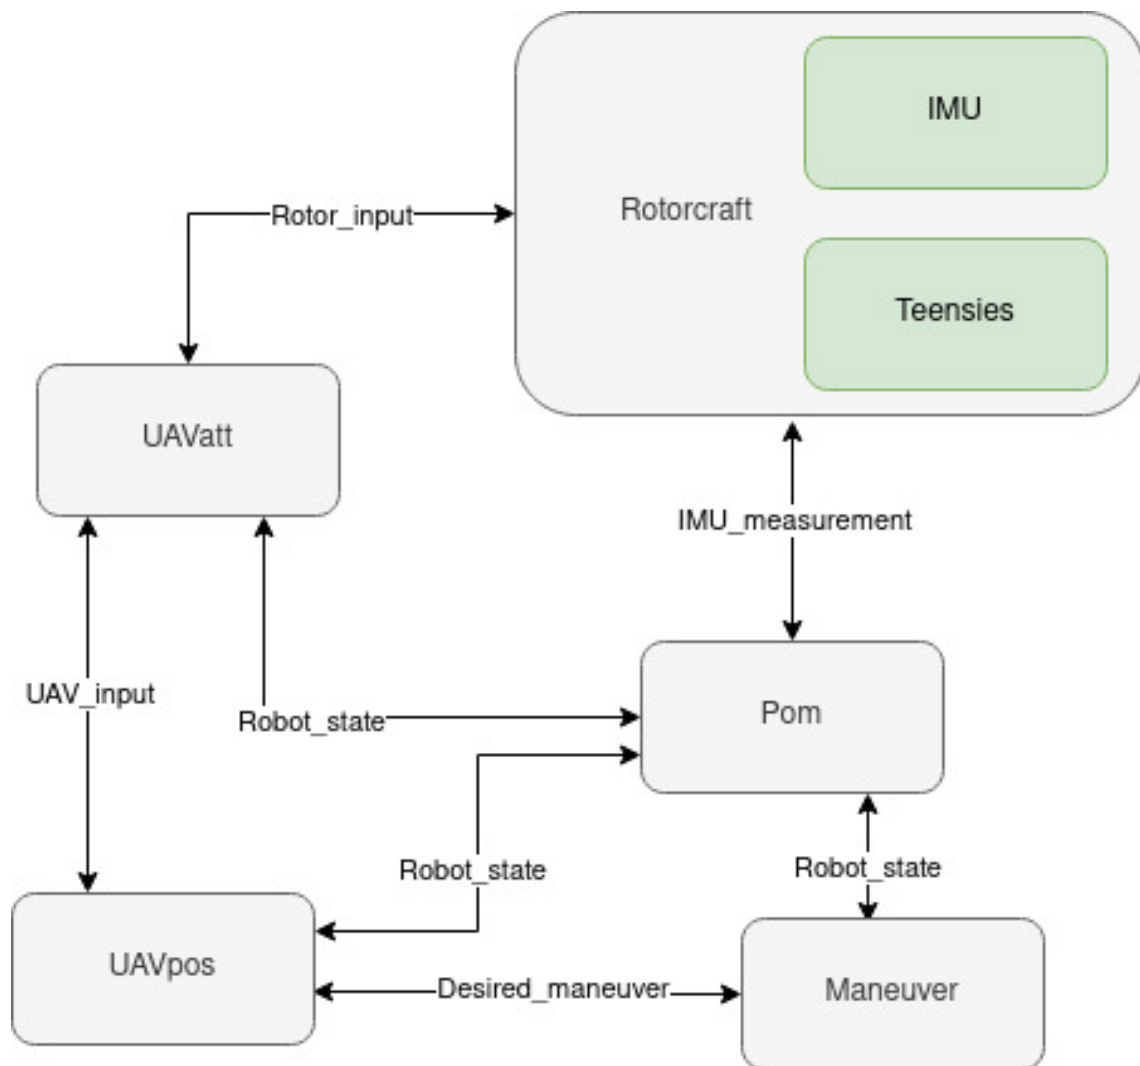 IMU
Rotorcraft
Rotor_input
Teensies
UAVatt
IMU_measurement
UAV_input
Robot_state
Pom
Robot_state
Robot_state
UAVpos
Desired_maneuver
Maneuver